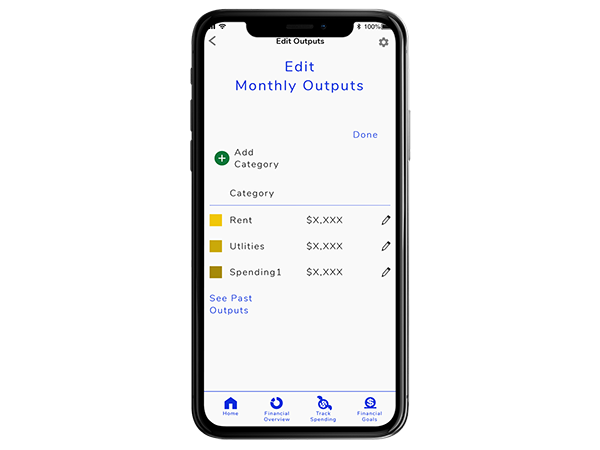 100%
Edit Outputs
Edit
Monthly Outputs
Done
Add
Category
Category
Rent $X,XXX
Utlities $X,XXX
Spending1 $X,XXX
See Past
Outputs
Home
Financial
Overview
Track
Spending
Financial
Goals